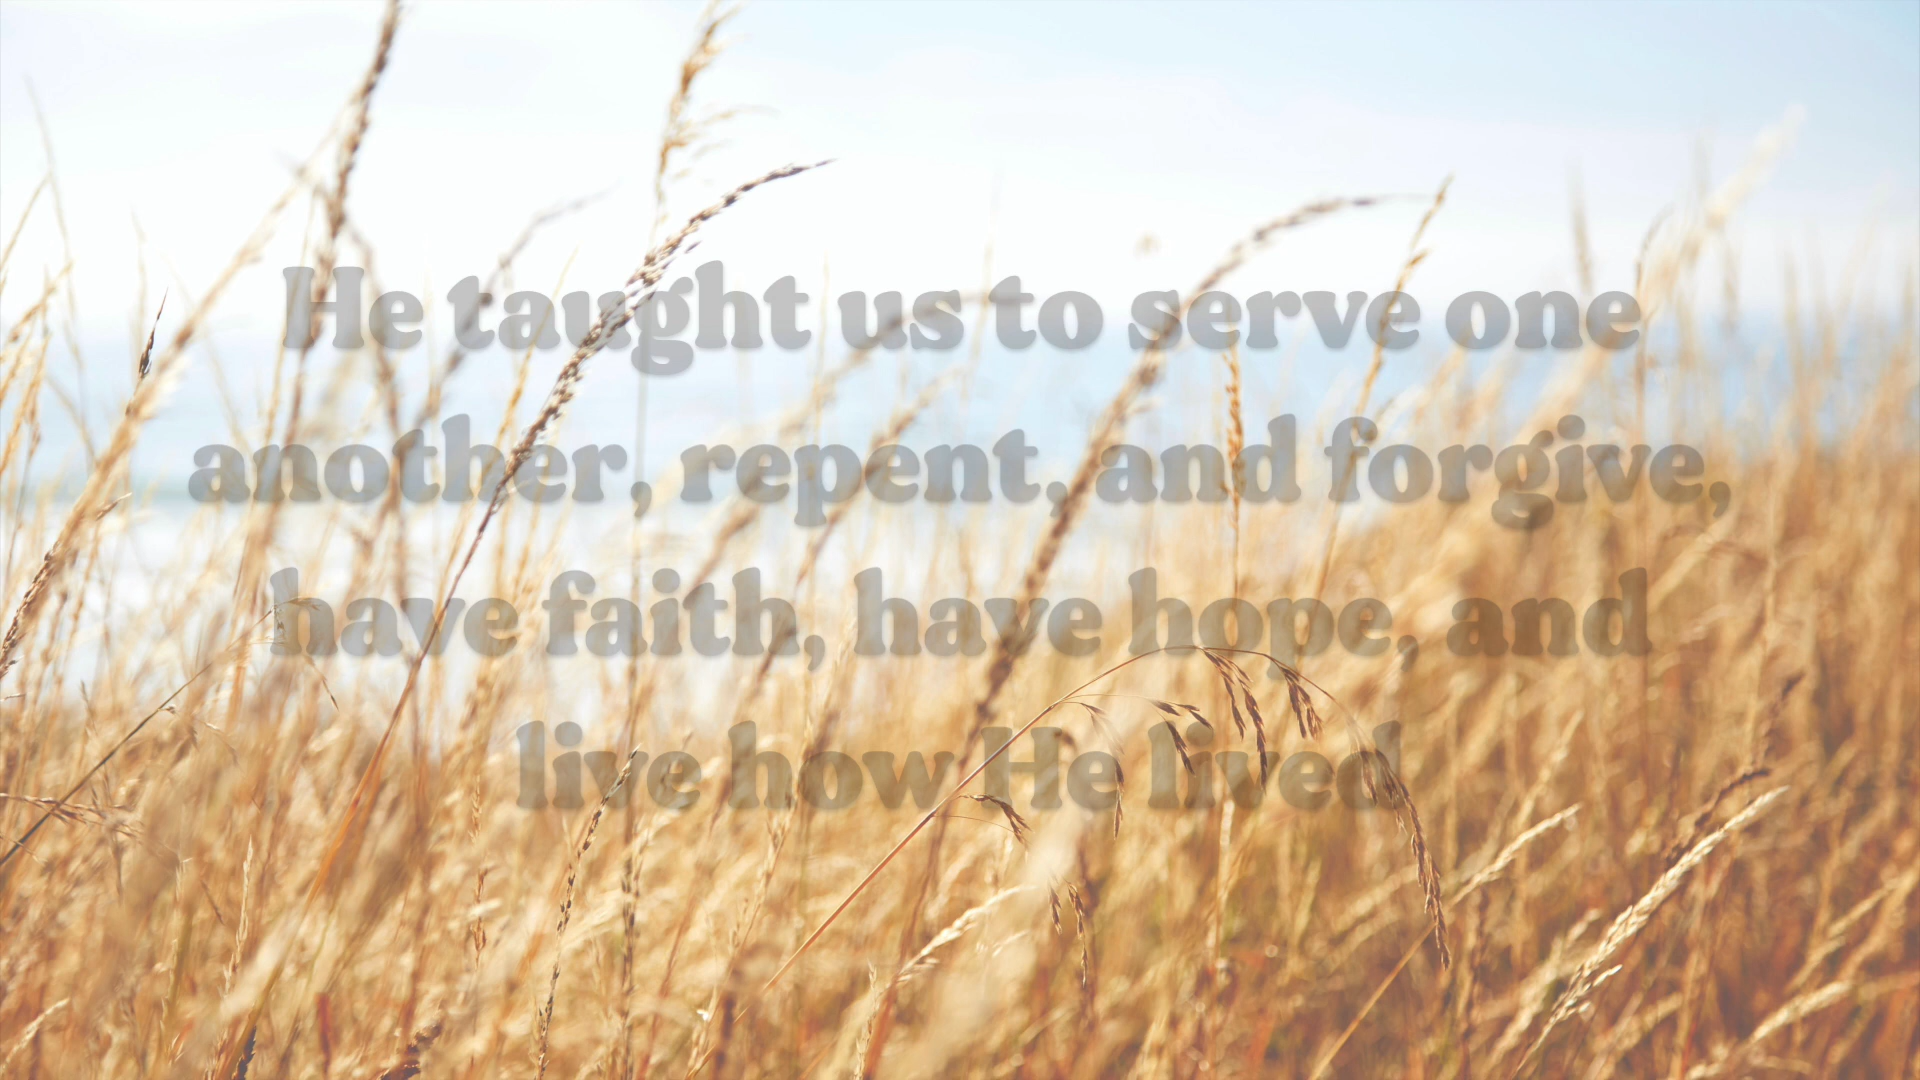 He taught us to serve one
another, repent, and forgive,
have faith, have hope, and
live how He lived